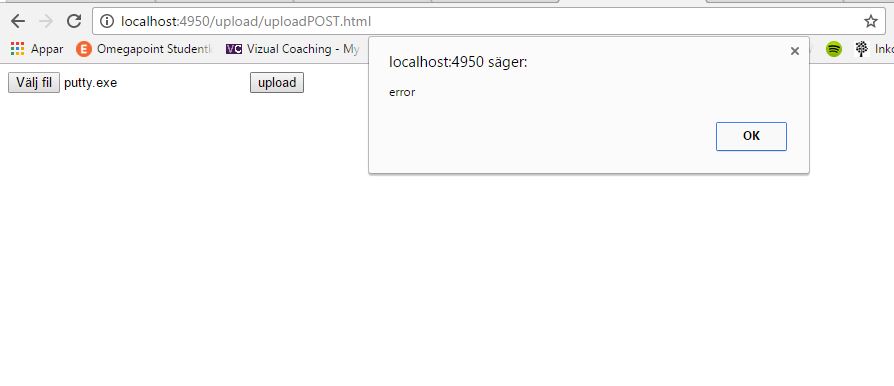 localhost:4950/upload/uploadPOST.html
Appar
E
Omegapoint Student
VC
Vizual Coaching - My
Inko
Välj fil
putty.exe
upload
localhost:4950 säger:
error
OK